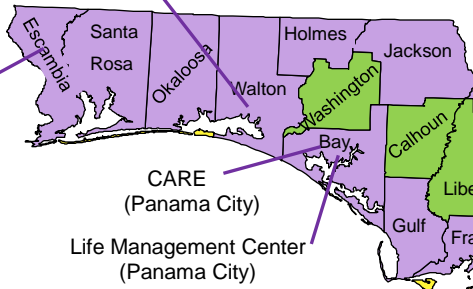 Escambia
Santa
Rosa
Okaloosa
Walton
Holmes
Washington
Jackson
Calhoun
Bay
Gulf
Libe
Fra
CARE
(Panama City)
Life Management Center
(Panama City)